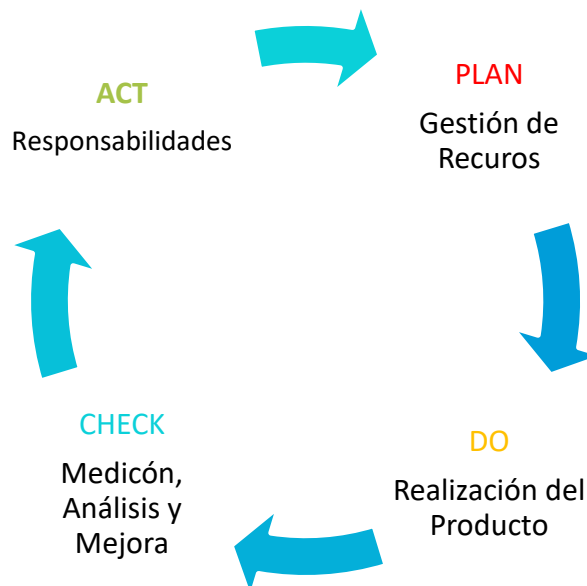 ACT
Responsabilidades
PLAN
Gestión de
Recuros
DO
Realización del
Producto
CHECK
Medicón,
Análisis y
Mejora